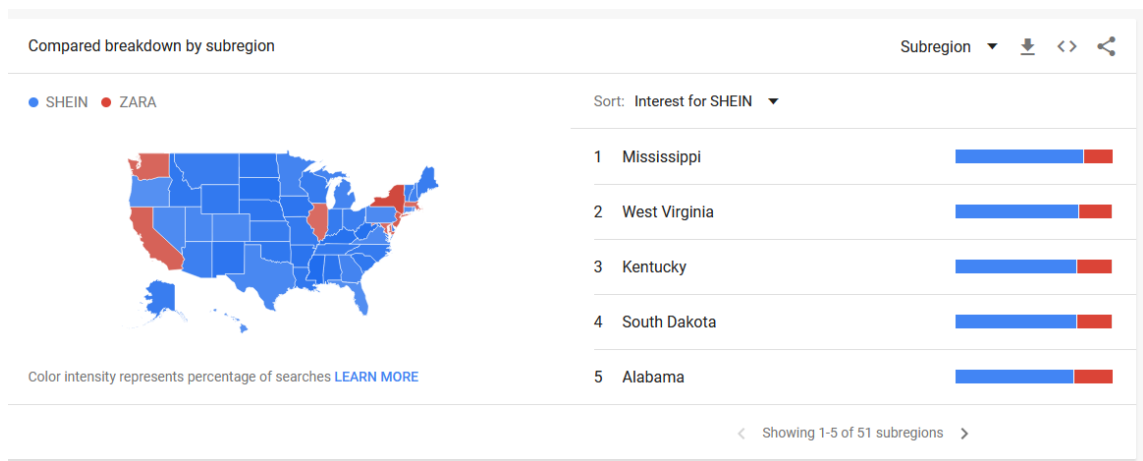 Compared breakdown by subregion
Subregion
SHEIN ZARA
Sort: Interest for SHEIN
1 Mississippi
2 West Virginia
3 Kentucky
4 South Dakota
5 Alabama
Color intensity represents percentage of searches LEARN MORE
Showing 1-5 of 51 subregions